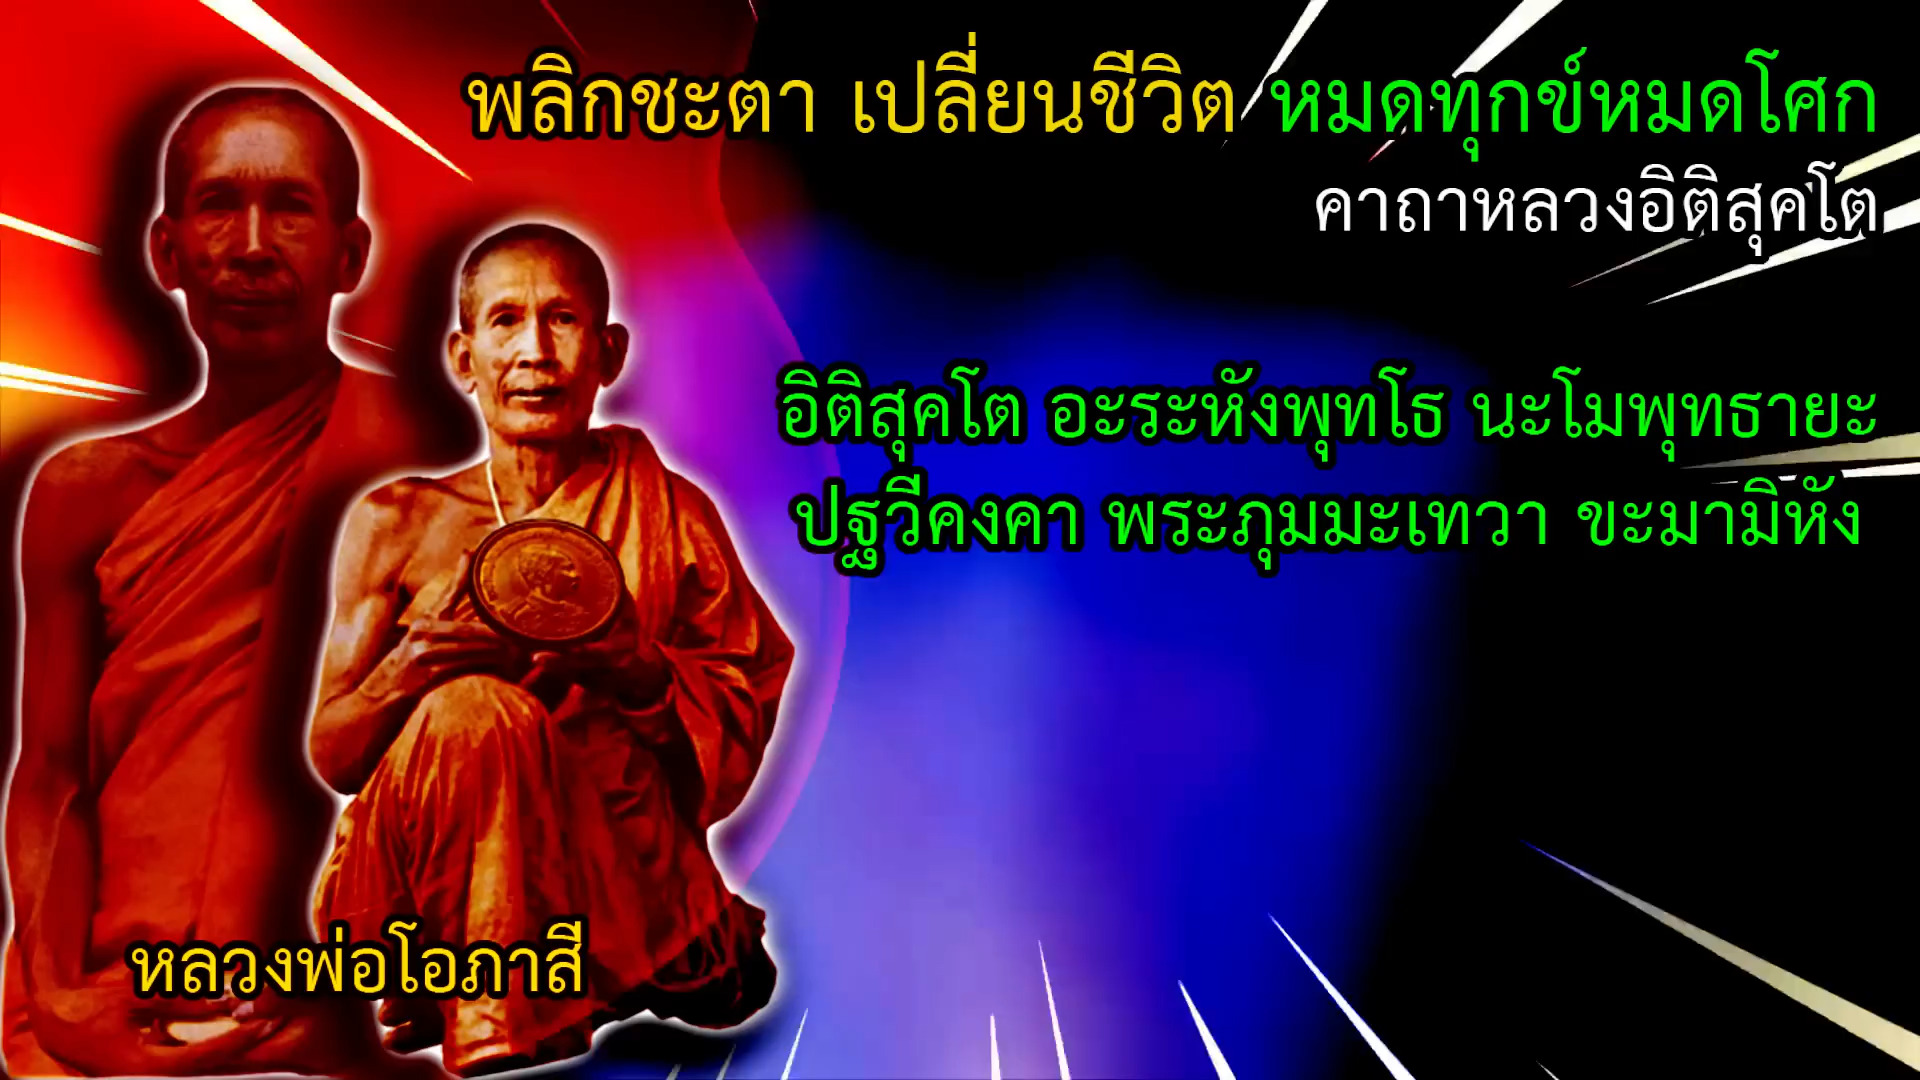 พลิกชะตา เปลี่ยนชีวิต หมดทุกข์หมดโศก
คาถาหลวงอิติสุคโต
อิติสุคโต อะระหังพุทโธ นะโมพุทธายะ
ปฐวีคงคา พระภุมมะเทวา ขะมามิหัง
หลวงพ่อโอภาสี